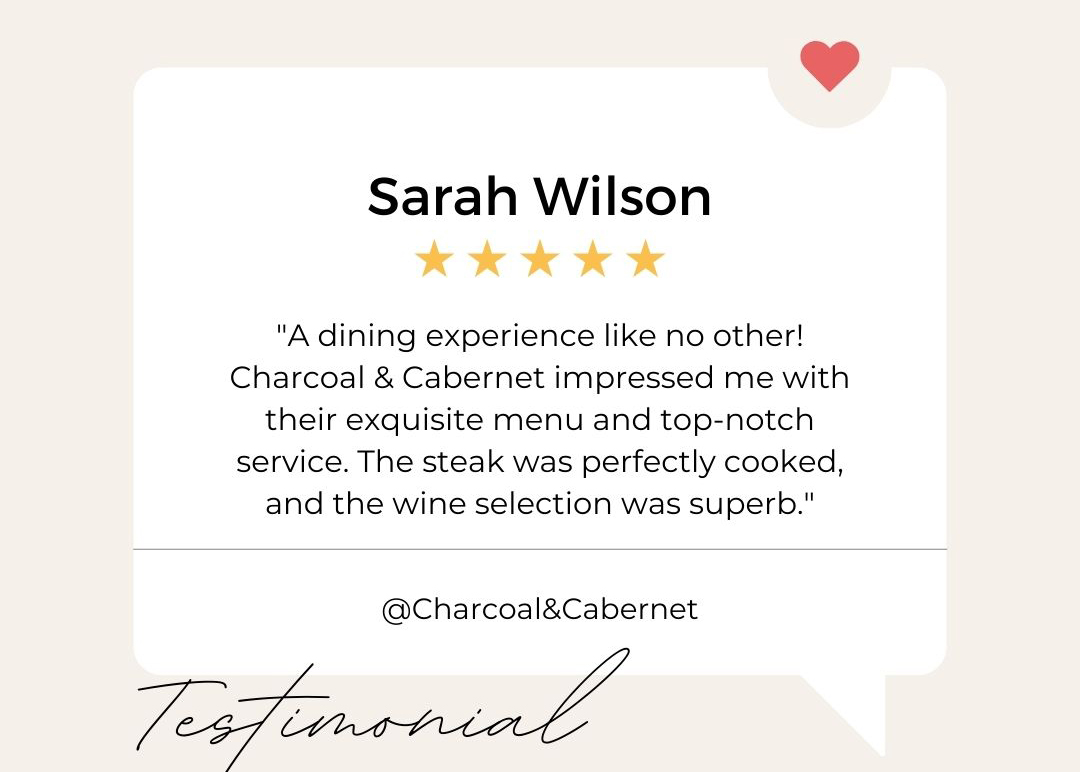 Sarah Wilson
"A dining experience like no other!
Charcoal & Cabernet impressed me with
their exquisite menu and top-notch
service. The steak was perfectly cooked,
and the wine selection was superb."
@Charcoal&Cabernet
Testimonial